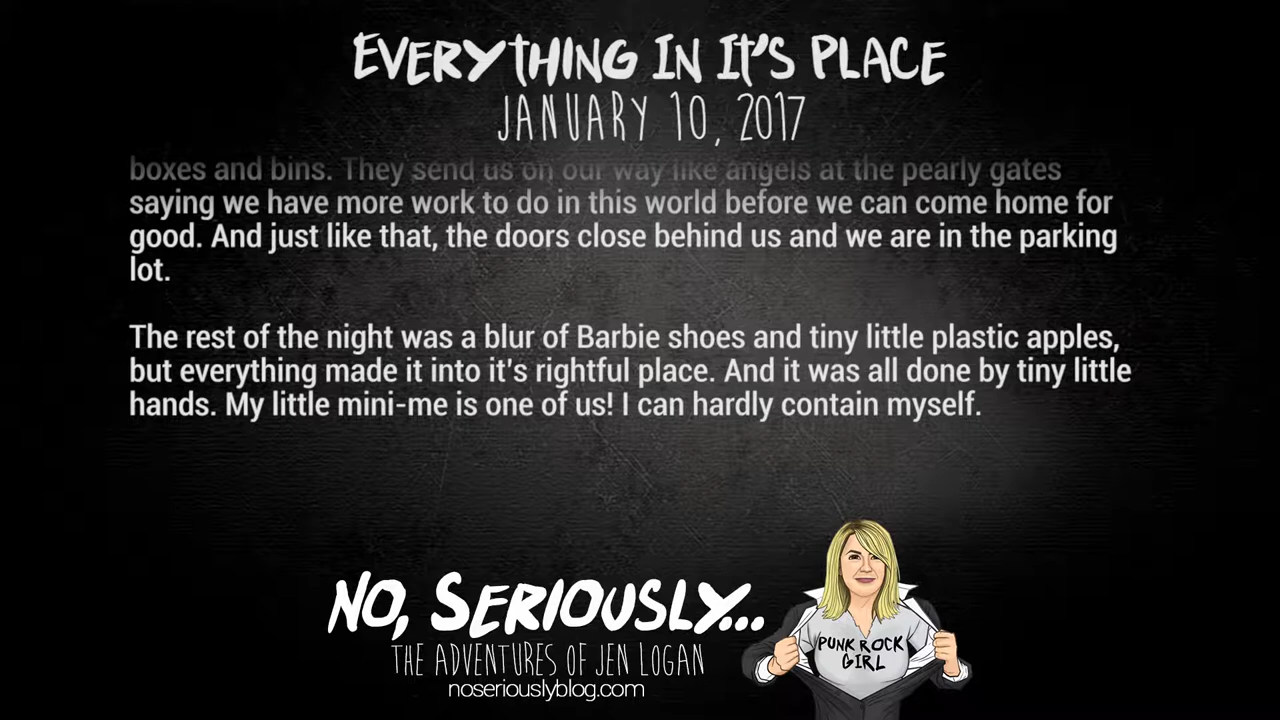 EVERYTHING IN IT'S PLACE
JANUARY 10, 2017
boxes and bins. They send us on our way like angels at the pearly gates
saying we have more work to do in this world before we can come home for
good. And just like that, the doors close behind us and we are in the parking
lot.
The rest of the night was a blur of Barbie shoes and tiny little plastic apples,
but everything made it into it's rightful place. And it was all done by tiny little
hands. My little mini-me is one of us! I can hardly contain myself.
NO, SERIOUSLY...
THE ADVENTURES OF JEN LOGAN
noseriouslyblog.com
PUNK ROCK
GIRL